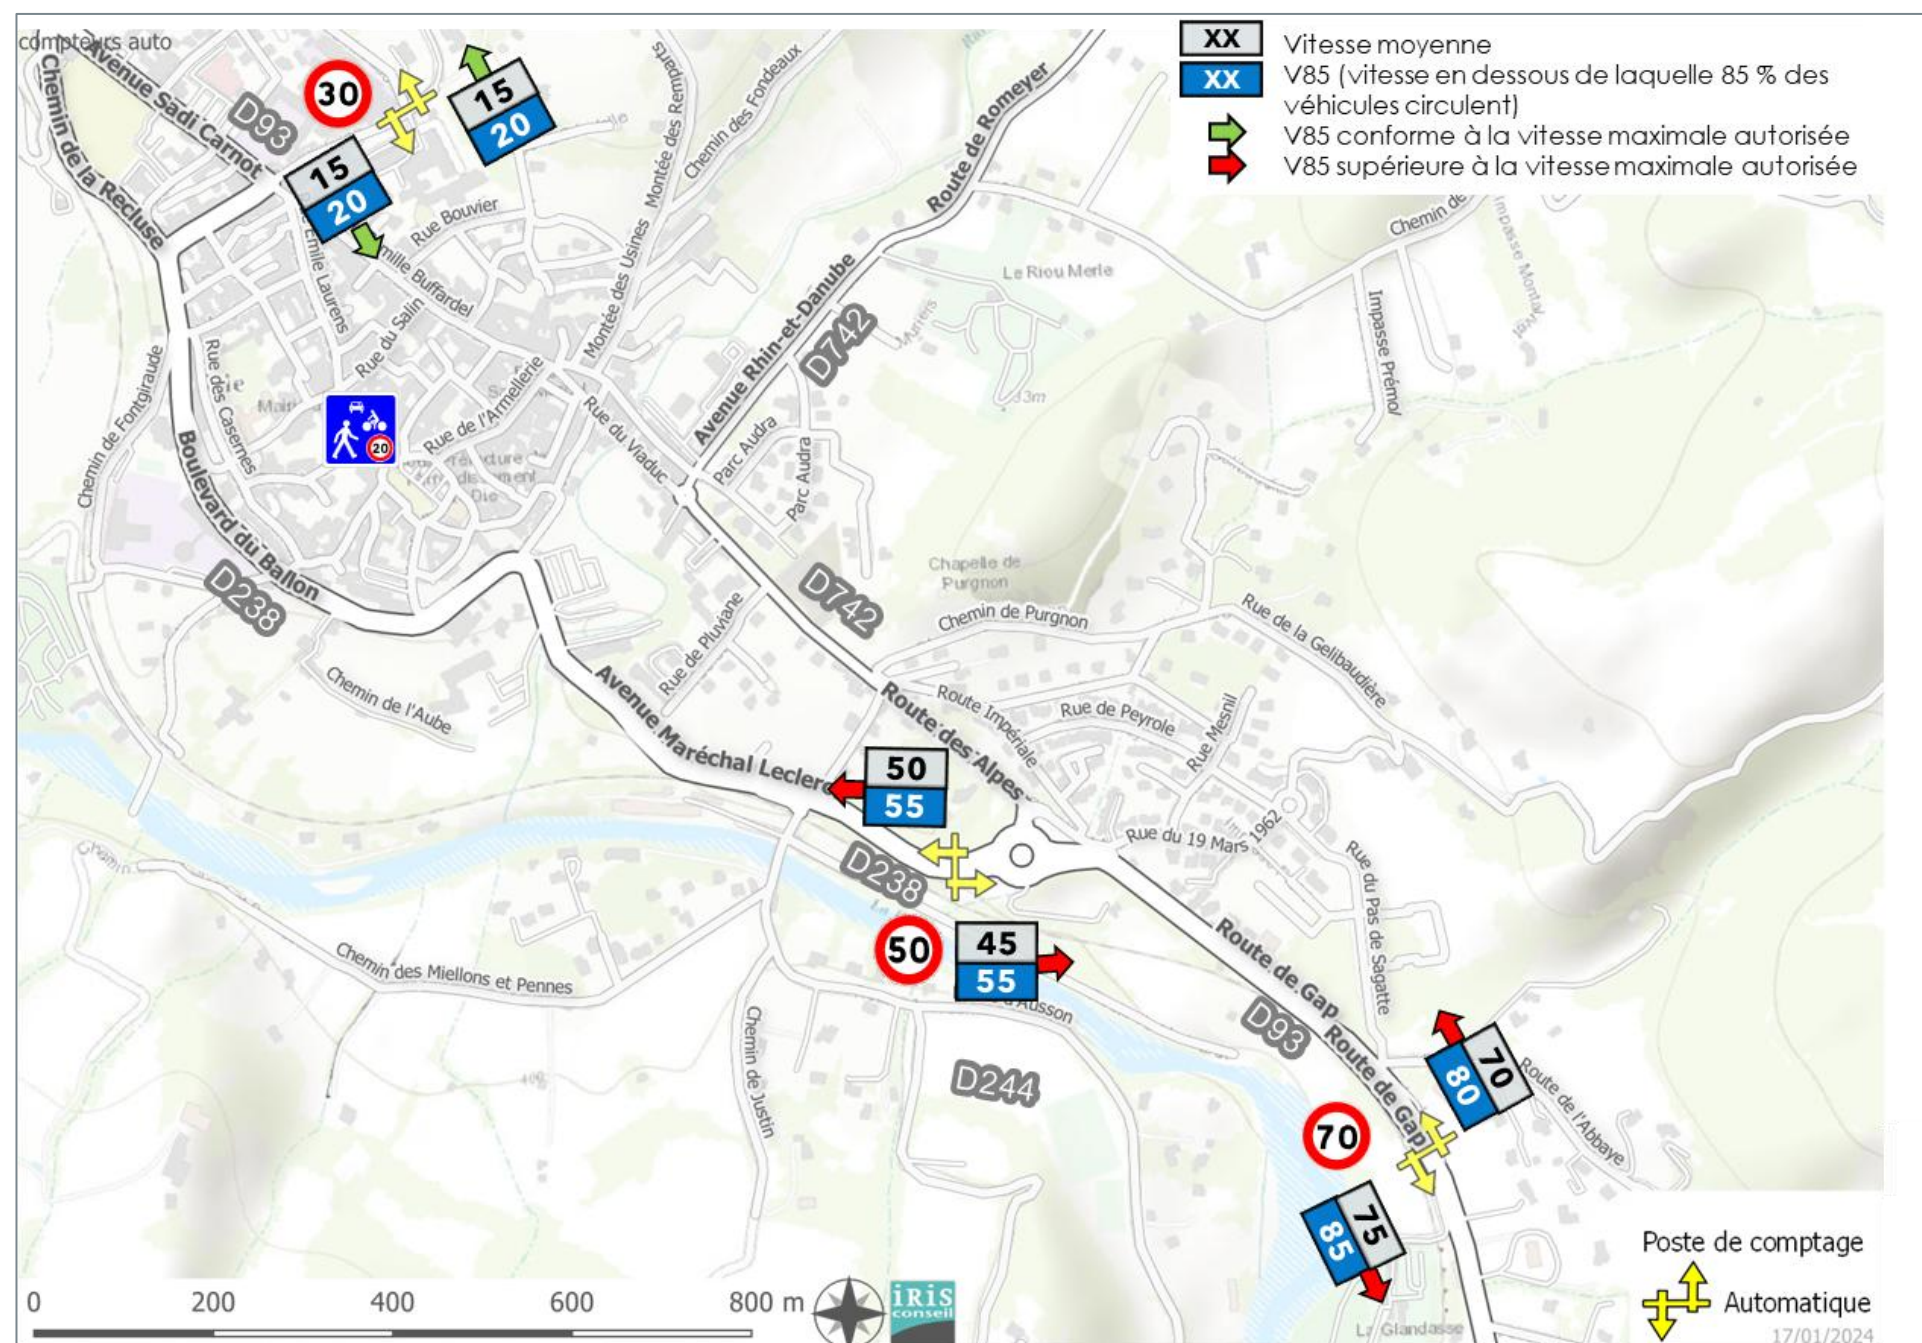 compteurs auto
XX
Vitesse moyenne
XX
V85 (vitesse en dessous de laquelle 85 % des
véhicules circulent)
V85 conforme à la vitesse maximale autorisée
V85 supérieure à la vitesse maximale autorisée
Avenue Sadi Carnot
Chemin de la Recluse
D93
30
15
20
15
20
Montée des Remparts
Chemin des Fondeaux
Route de Romeyer
Chemin de
Impasse Montay
Rue Bouvier
Emile Laurens
mille Buffardel
Rue du Salin
Montée des Usines
Avenue Rhin-et-Danube
D742
Le Riou Merle
Impasse Prémol
Chemin de Fontgiraude
Rue des Casernes
Rue de l'Armellerie
20
Rue du Viaduc
Parc Audra
Parc Audra
Boulevard du Ballon
D238
Die
Chapelle de
Purgnon
D742
Chemin de Purgnon
Rue de la Gelibaudière
Rue de Pluviane
Chemin de l'Aube
Avenue Maréchal Leclerc
Route des Alpes
Route Impériale
Rue de Peyrole
Rue Mesnil
50
55
Rue du 19 Mars 1962
D238
Rue du Pas de Sagatte
50
45
55
Chemin des Miellons et Pennes
d'Ausson
Route de Gap
D93
Route de Gap
Chemin de Justin
D244
70
80
Route de l'Abbaye
70
75
85
La Glandasse
Poste de comptage
Automatique
17/01/2024
0 200 400 600 800 m
iRiS
conseil